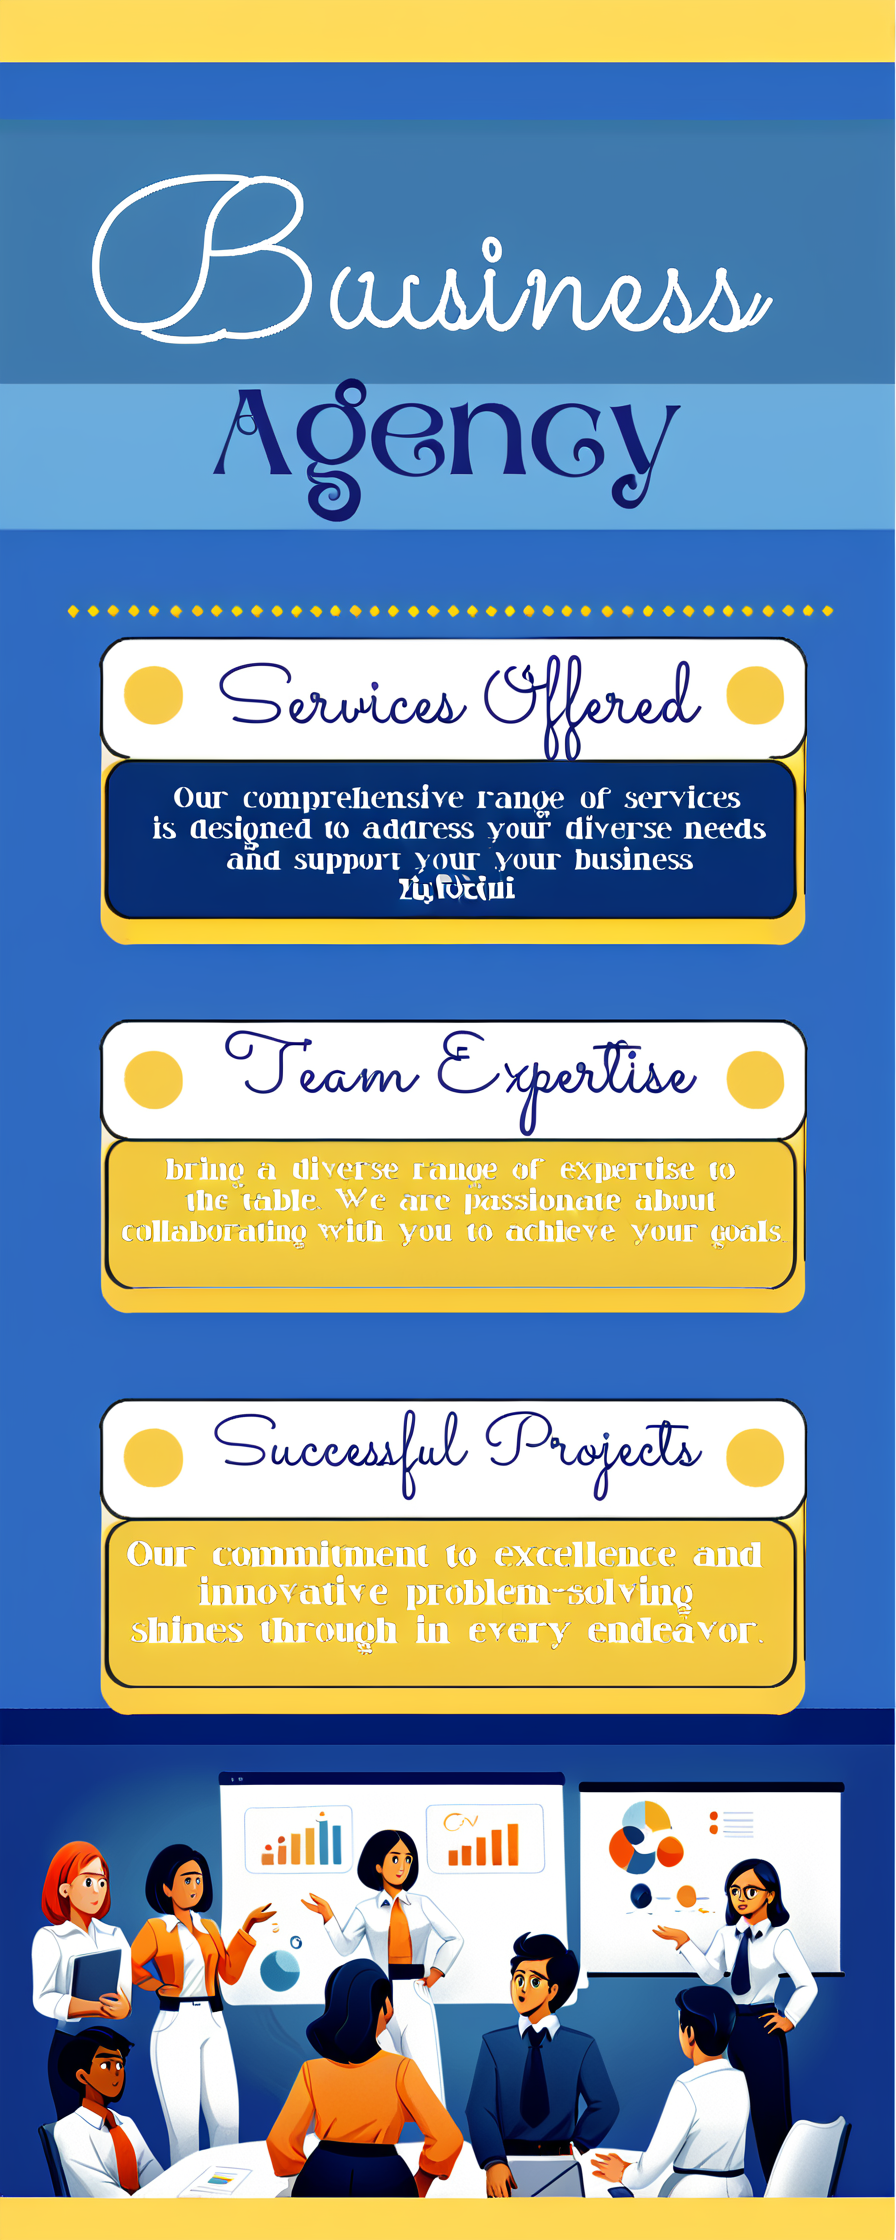 Business
Agency
Services Offered
Our comprehensive range of services
is designed to address your diverse needs
and support your your business
Team Expertise
bring a diverse range of expertise to
the table. We are passionate about
collaborating with you to achieve your goals.
Successful Projects
Our commitment to excellence and
innovative problem-solving
shines through in every endeavor.